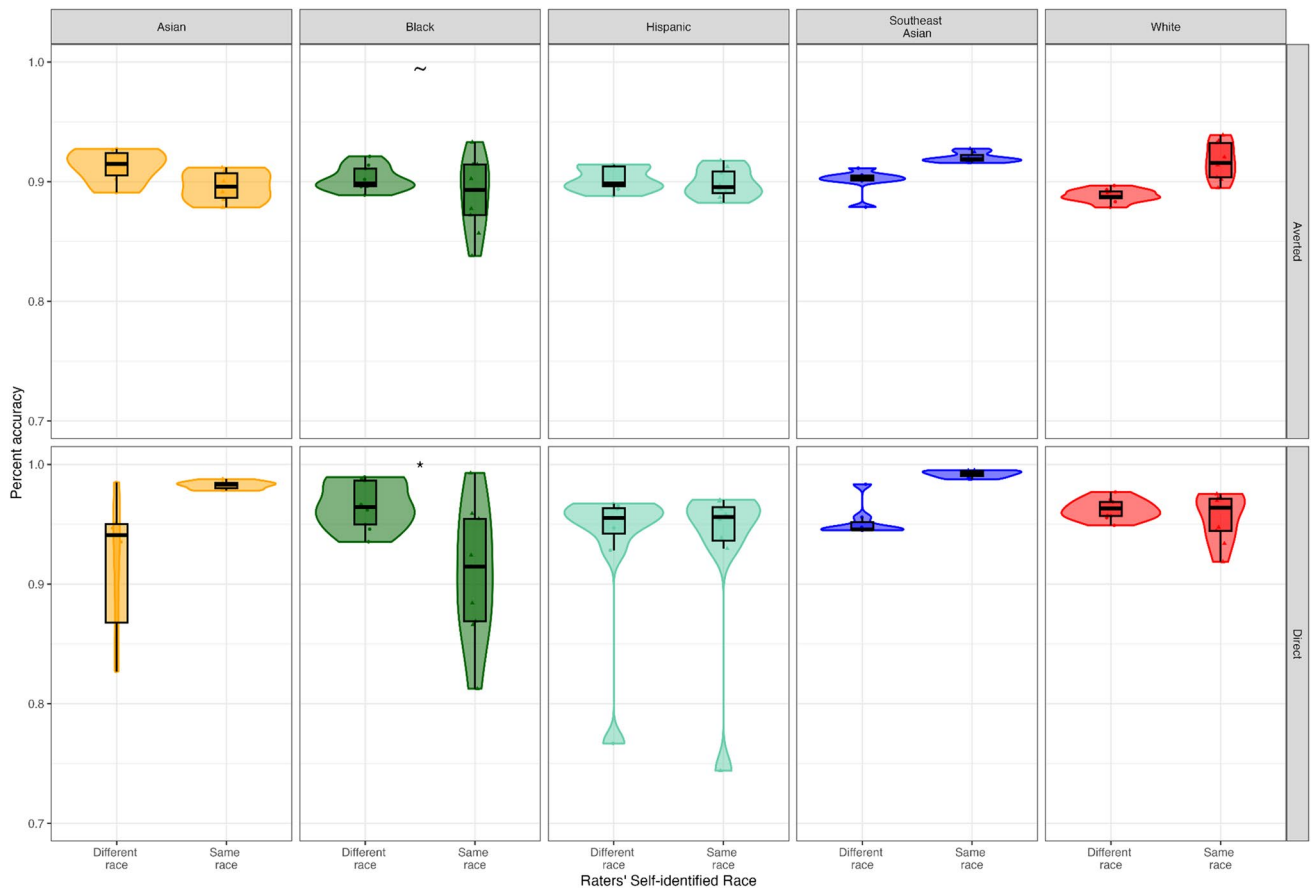 Asian
Black
Hispanic
Southeast
Asian
White
1.0
~
0.9
0.8
0.7
Averted
Percent accuracy
1.0
*
0.9
0.8
0.7
Direct
Different
race
Same
race
Different
race
Same
race
Different
race
Same
race
Different
race
Same
race
Different
race
Same
race
Raters' Self-identified Race